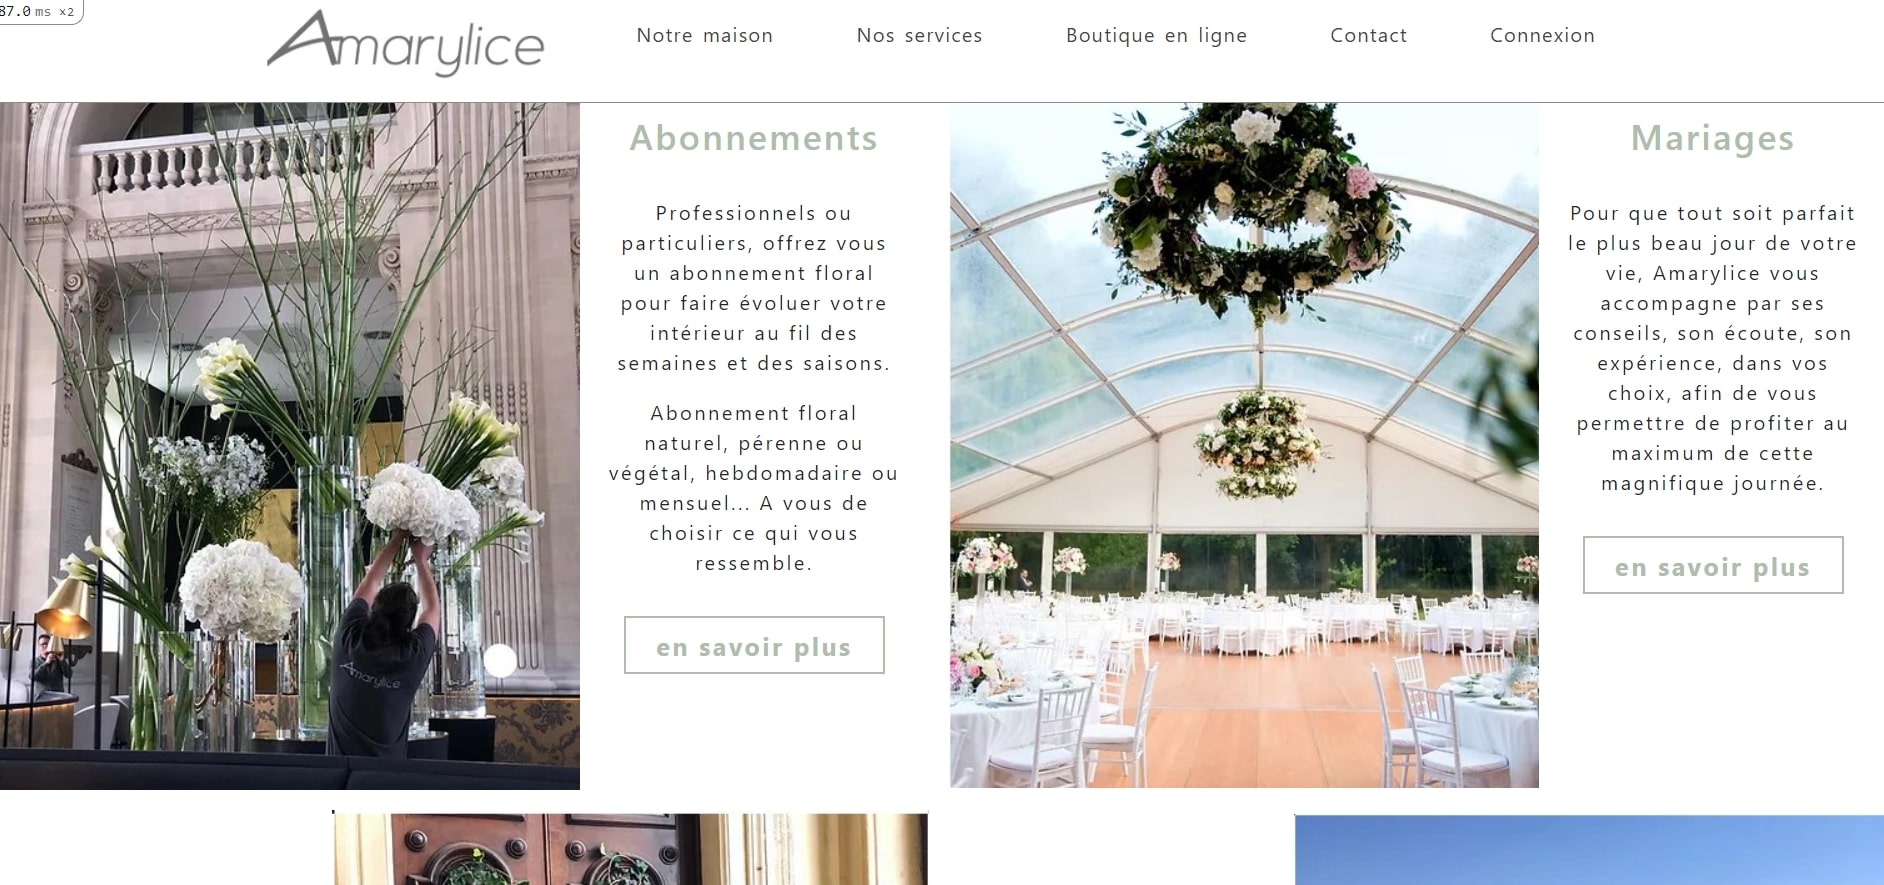 87.0 ms ×2
Amarylice
Notre maison
Nos services
Boutique en ligne
Contact
Connexion
Abonnements
Professionnels ou
particuliers, offrez vous
un abonnement floral
pour faire évoluer votre
intérieur au fil des
semaines et des saisons.
Abonnement floral
naturel, pérenne ou
végétal, hebdomadaire ou
mensuel... A vous de
choisir ce qui vous
ressemble.
en savoir plus
Amarylice
Mariages
Pour que tout soit parfait
le plus beau jour de votre
vie, Amarylice vous
accompagne par ses
conseils, son écoute, son
expérience, dans vos
choix, afin de vous
permettre de profiter au
maximum de cette
magnifique journée.
en savoir plus